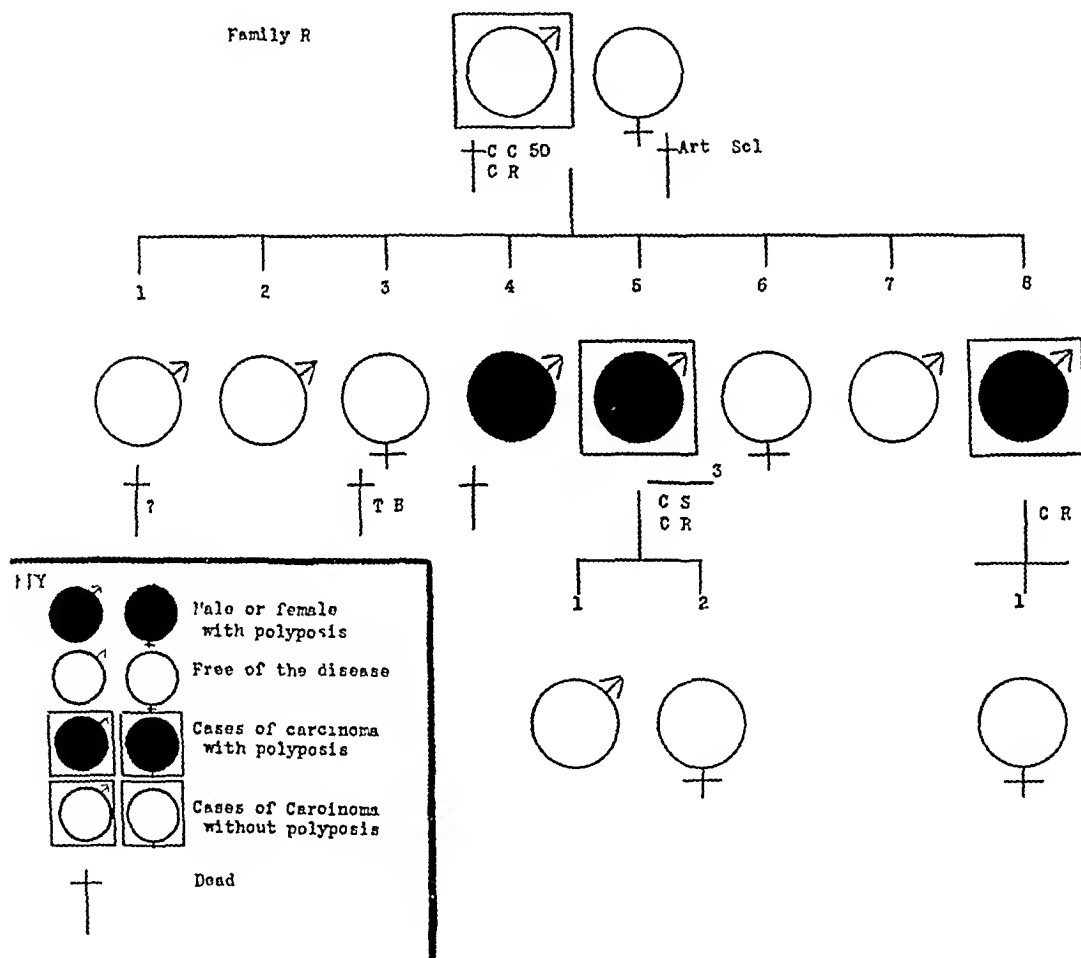 Family R
C C 50
C R
Art Scl
1 2 3 4 5 6 7 8
?
T B
3
C S
C R
C R
1 2 1
Male or female
with polyposis
Free of the disease
Cases of carcinoma
with polyposis
Cases of Carcinoma
without polyposis
Dead